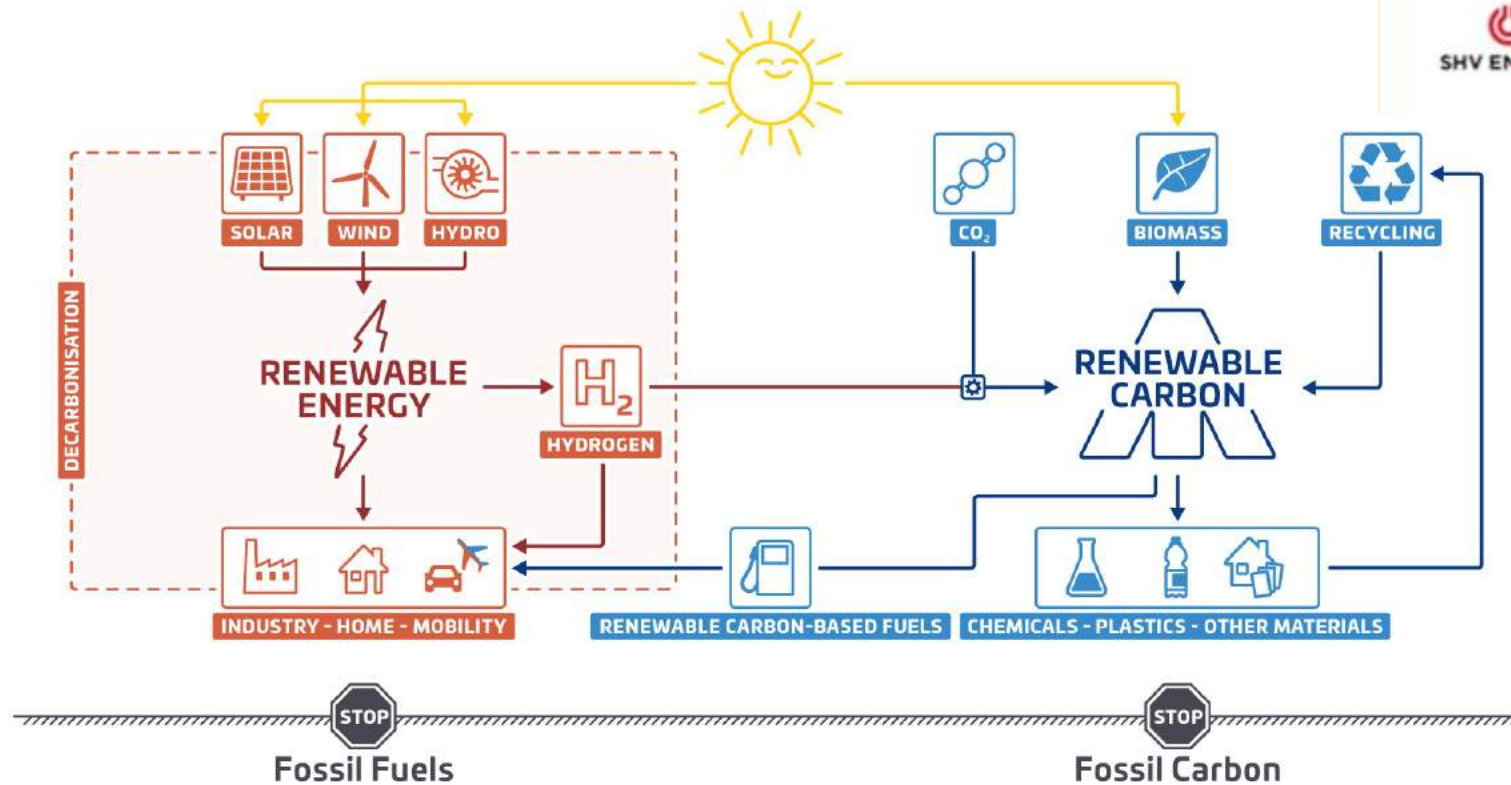 SHV EN
SOLAR
WIND
HYDRO
CO₂
BIOMASS
RECYCLING
DECARBONISATION
RENEWABLE
ENERGY
H₂
HYDROGEN
RENEWABLE
CARBON
INDUSTRY - HOME - MOBILITY
RENEWABLE CARBON-BASED FUELS
CHEMICALS - PLASTICS - OTHER MATERIALS
STOP
STOP
Fossil Fuels
Fossil Carbon